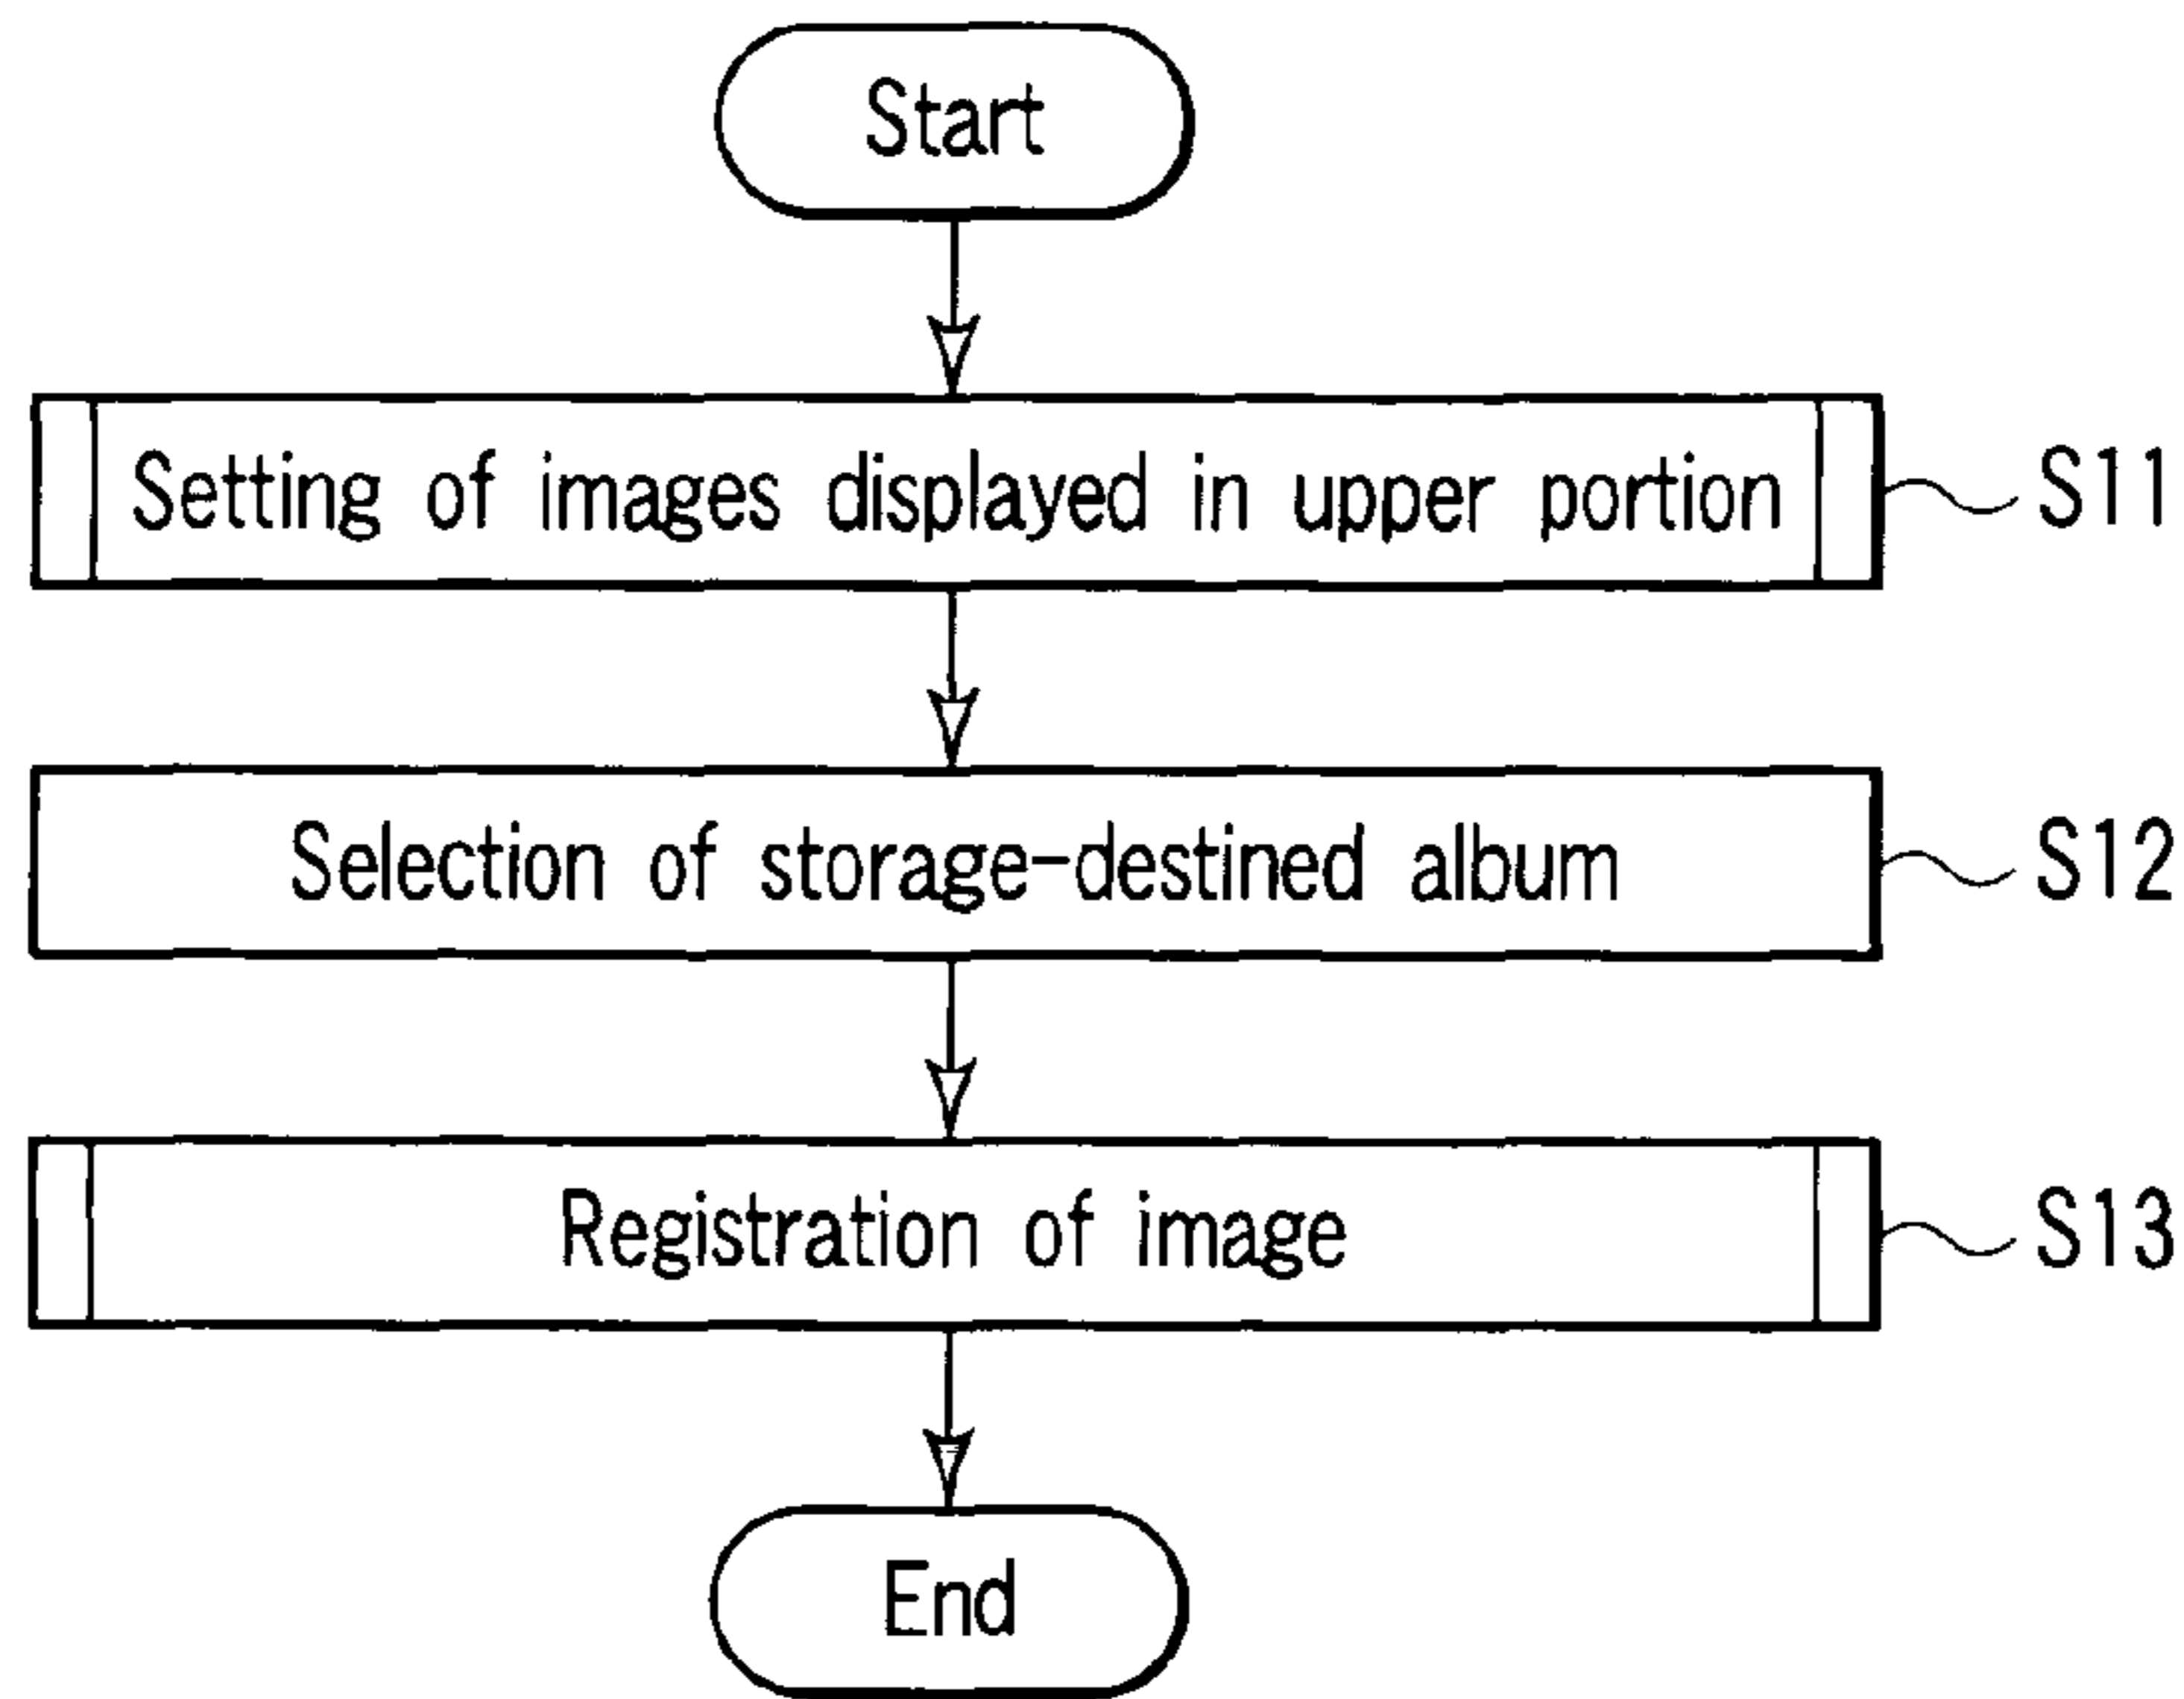 Start
Setting of images displayed in upper portion
S11
Selection of storage-destined album
S12
Registration of image
S13
End